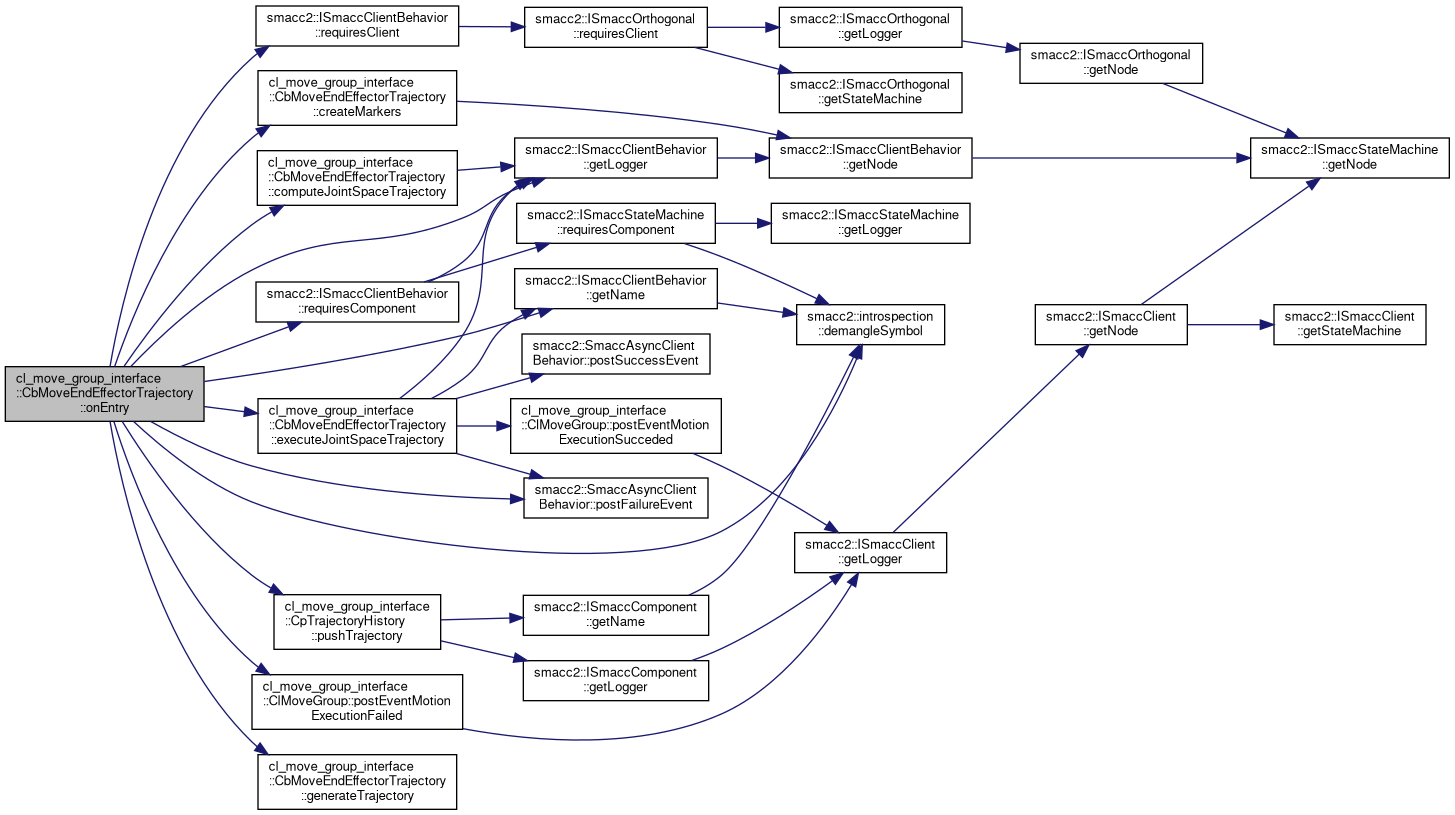 cl_move_group_interface
::CbMoveEndEffectorTrajectory
::onEntry
smacc2::ISmaccClientBehavior
::requiresClient
cl_move_group_interface
::CbMoveEndEffectorTrajectory
::createMarkers
cl_move_group_interface
::CbMoveEndEffectorTrajectory
::computeJointSpaceTrajectory
smacc2::ISmaccClientBehavior
::requiresComponent
cl_move_group_interface
::CbMoveEndEffectorTrajectory
::executeJointSpaceTrajectory
cl_move_group_interface
::CpTrajectoryHistory
::pushTrajectory
cl_move_group_interface
::ClMoveGroup::postEventMotion
ExecutionFailed
cl_move_group_interface
::CbMoveEndEffectorTrajectory
::generateTrajectory
smacc2::ISmaccOrthogonal
::requiresClient
smacc2::ISmaccClientBehavior
::getLogger
smacc2::ISmaccStateMachine
::requiresComponent
smacc2::ISmaccClientBehavior
::getName
smacc2::SmaccAsyncClient
Behavior::postSuccessEvent
cl_move_group_interface
::ClMoveGroup::postEventMotion
ExecutionSucceded
smacc2::SmaccAsyncClient
Behavior::postFailureEvent
smacc2::ISmaccComponent
::getName
smacc2::ISmaccComponent
::getLogger
smacc2::ISmaccOrthogonal
::getLogger
smacc2::ISmaccOrthogonal
::getStateMachine
smacc2::ISmaccClientBehavior
::getNode
smacc2::ISmaccStateMachine
::getLogger
smacc2::introspection
::demangleSymbol
smacc2::ISmaccClient
::getLogger
smacc2::ISmaccOrthogonal
::getNode
smacc2::ISmaccClient
::getNode
smacc2::ISmaccStateMachine
::getNode
smacc2::ISmaccClient
::getStateMachine